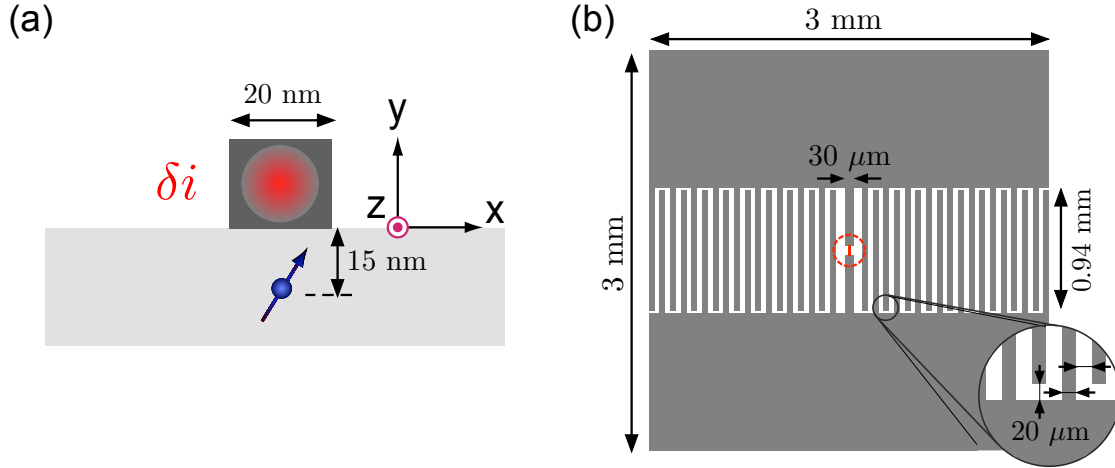 (a)
20 nm
δi
y
z
x
15 nm
(b)
3 mm
30 μm
3 mm
0.94 mm
20 μm